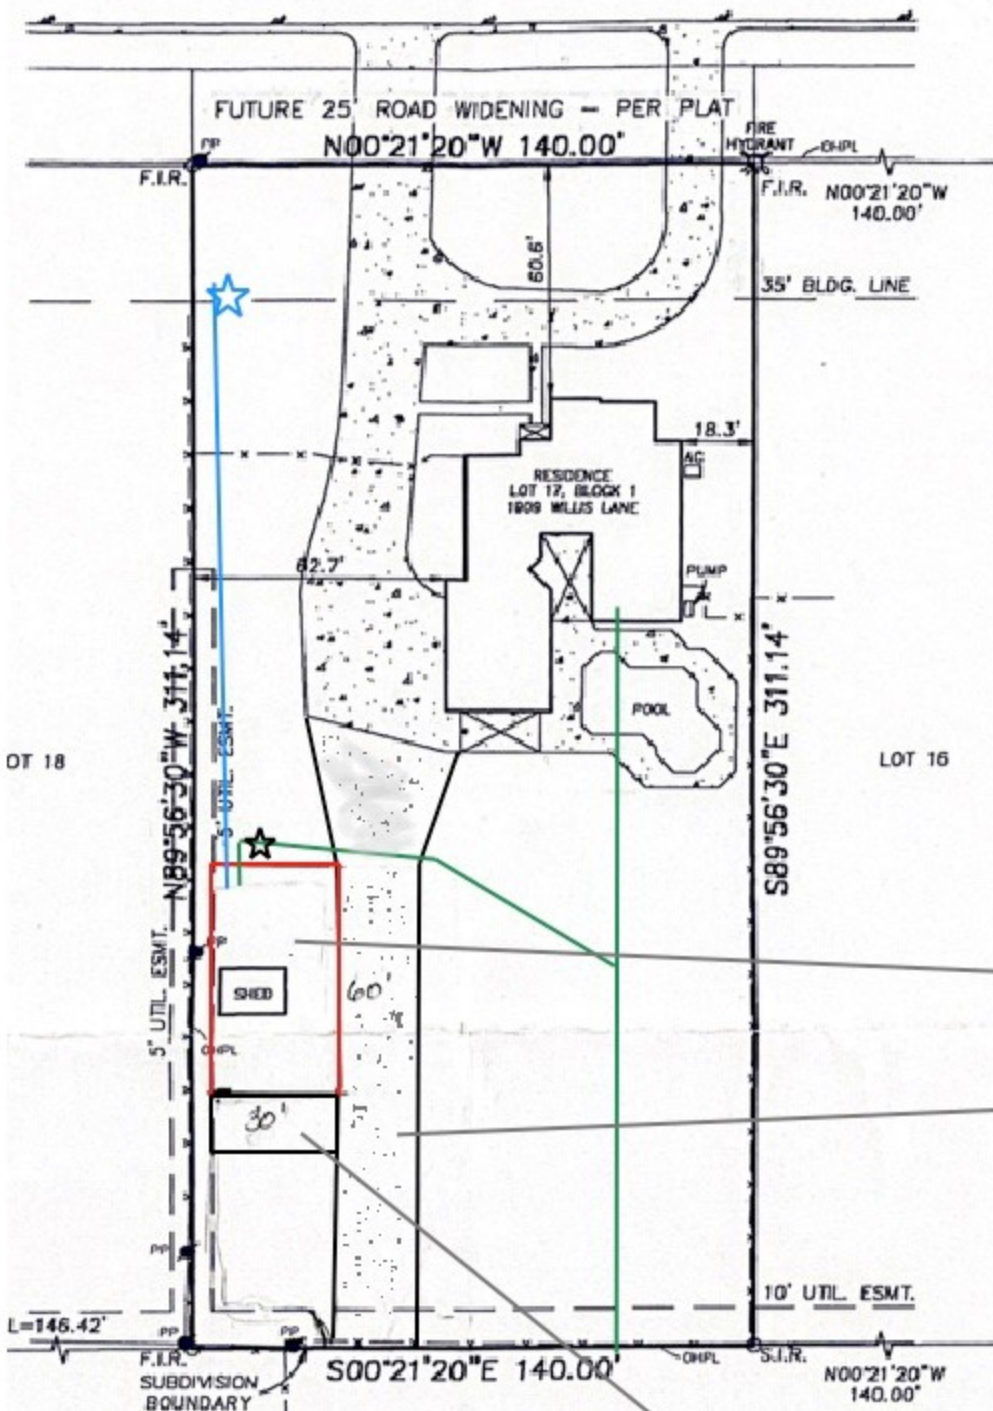 FUTURE 25' ROAD WIDENING - PER PLAT
N00°21'20"W 140.00'
FIRE
HYDRANT
OHPL
PP
F.I.R.
F.I.R.
N00°21'20"W
140.00'
60.6'
35' BLDG. LINE
18.3'
AC
RESIDENCE
LOT 17, BLOCK 1
1909 WILLIS LANE
62.7'
PUMP
N89°56'30"W 311.14'
5' UTIL. ESMT.
S89°56'30"E 311.14'
POOL
OT 18
LOT 16
5' UTIL. ESMT.
PP
SHED
60'
OHPL
30'
PP
10' UTIL. ESMT.
L=146.42'
PP
PP
F.I.R.
S00°21'20"E 140.00'
OHPL
S.I.R.
N00°21'20"W
140.00'
SUBDIVISION
BOUNDARY